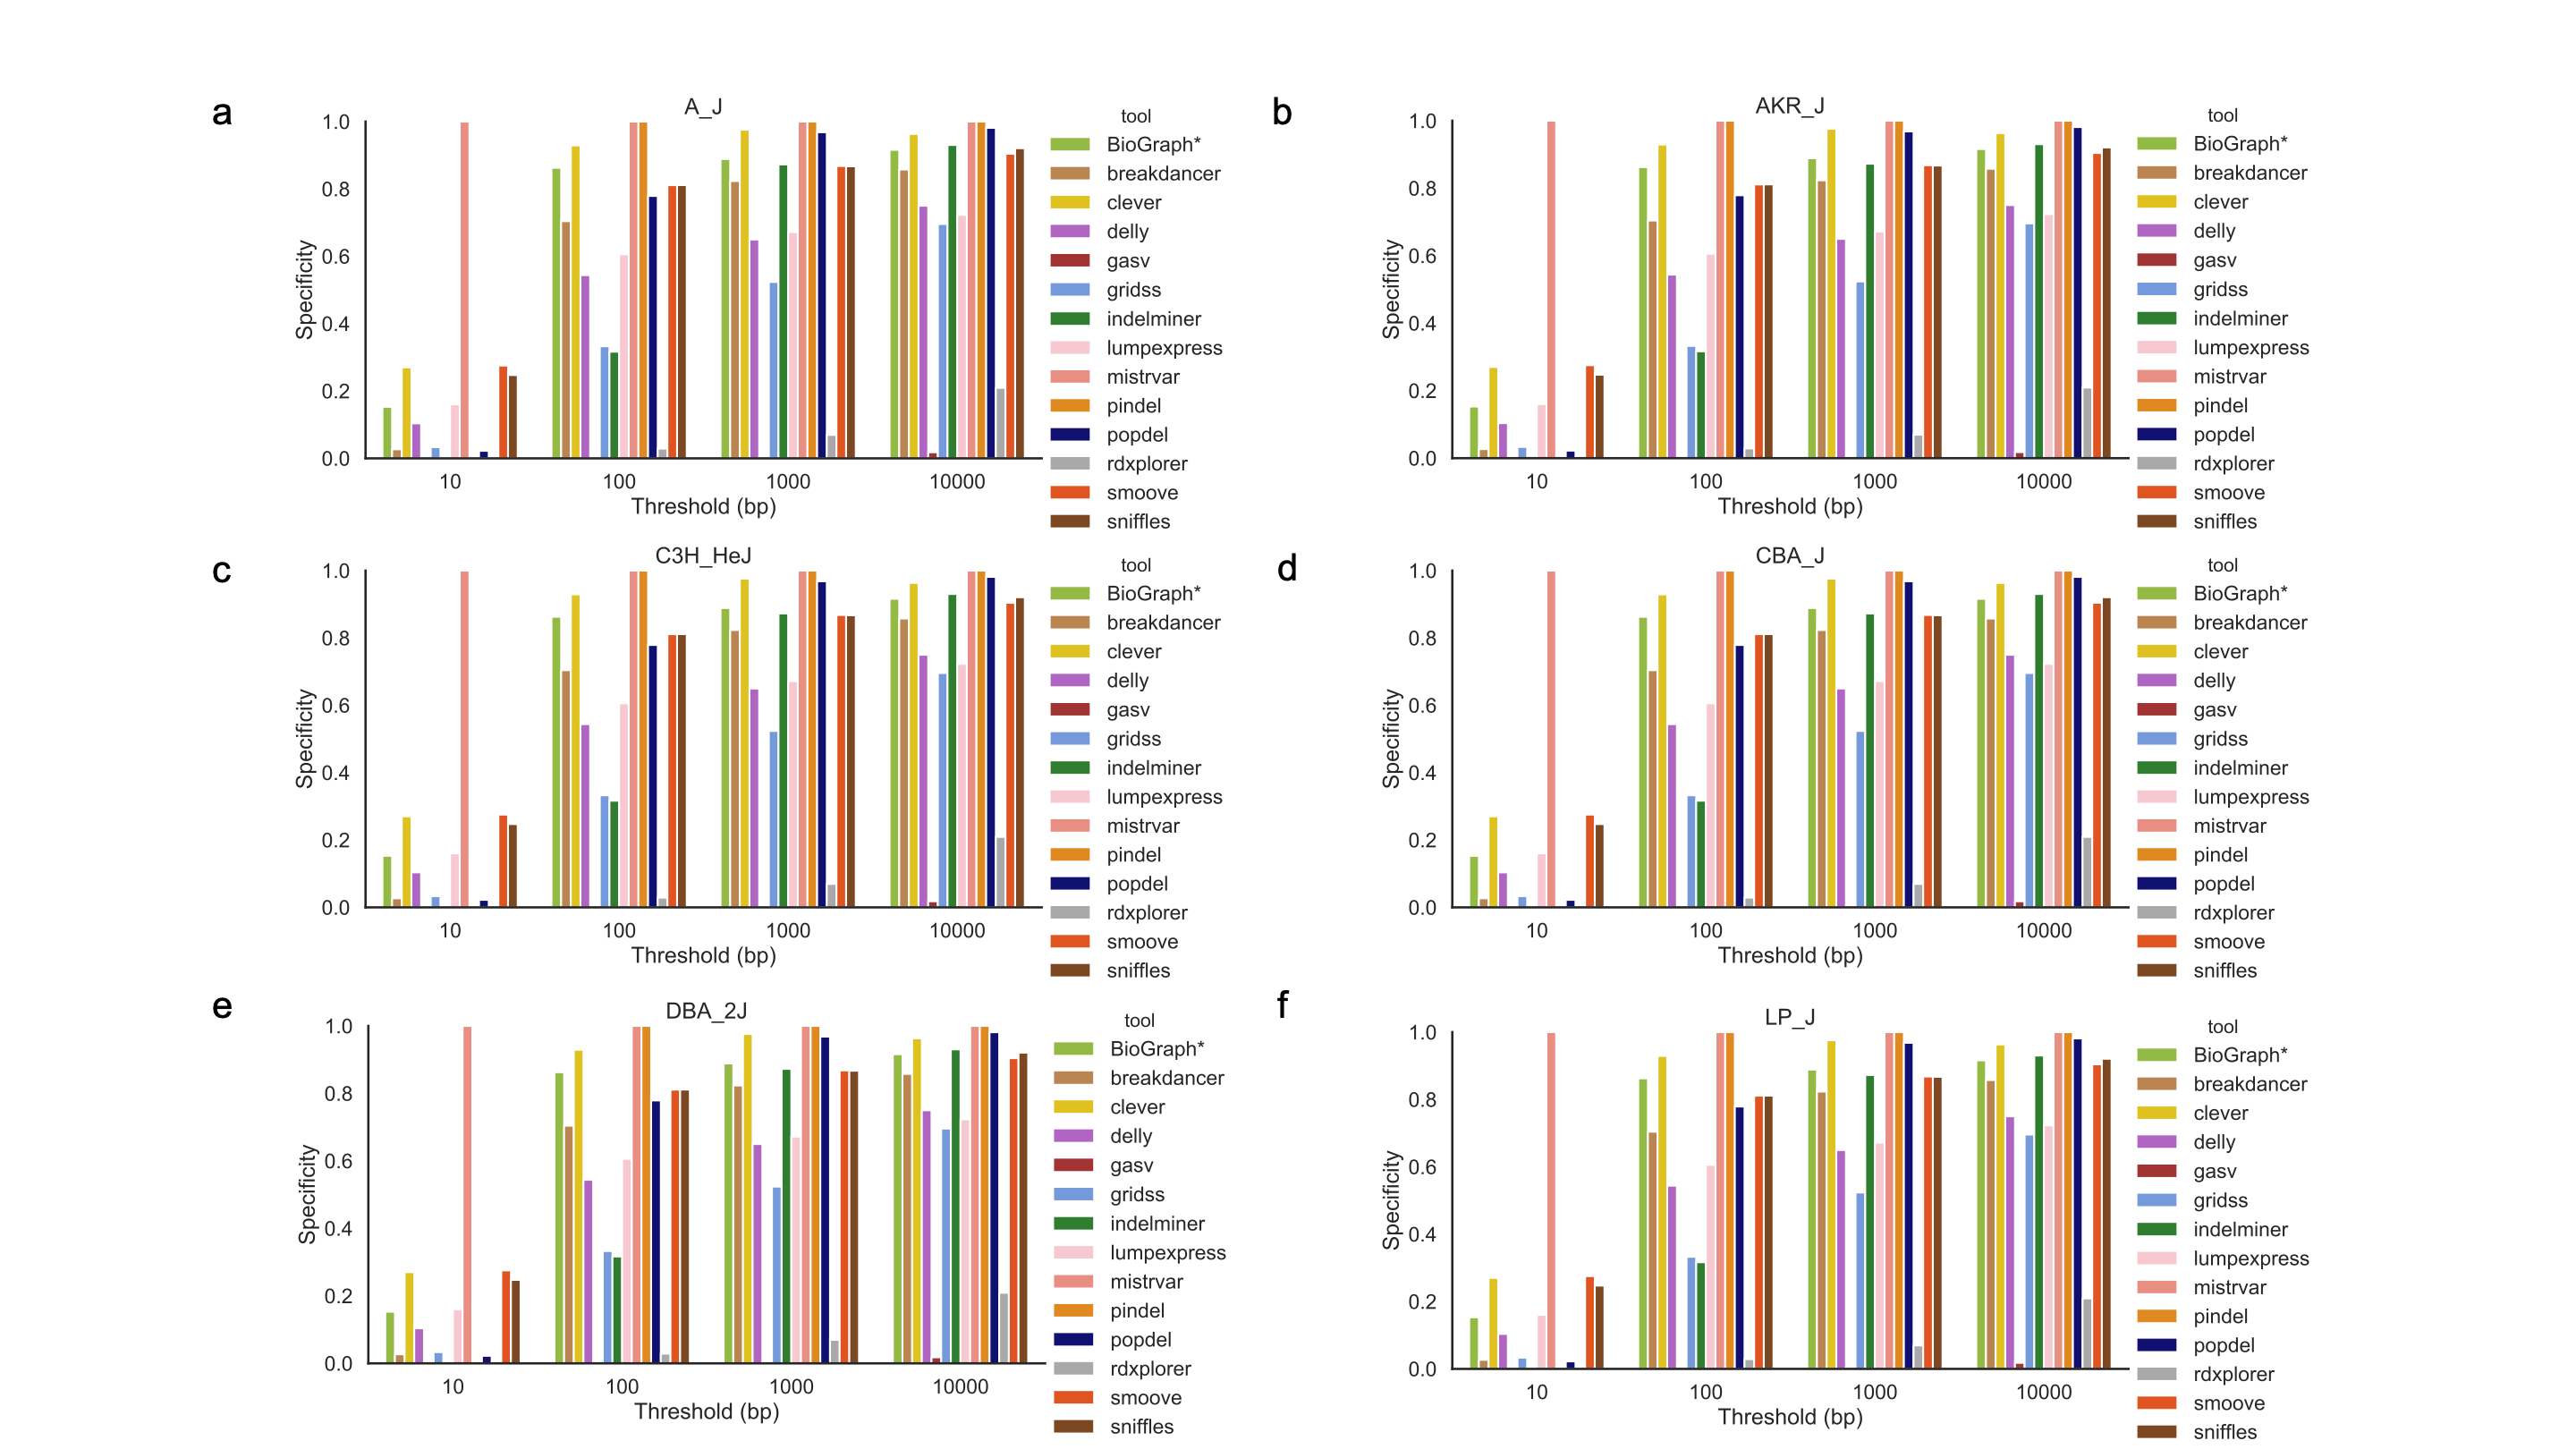 a
A_J
Specificity
1.0
0.8
0.6
0.4
0.2
0.0
10
100
1000
10000
Threshold (bp)
tool
BioGraph*
breakdancer
clever
delly
gasv
gridss
indelminer
lumpexpress
mistrvar
pindel
popdel
rdxplorer
smoove
sniffles
b
AKR_J
Specificity
1.0
0.8
0.6
0.4
0.2
0.0
10
100
1000
10000
Threshold (bp)
tool
BioGraph*
breakdancer
clever
delly
gasv
gridss
indelminer
lumpexpress
mistrvar
pindel
popdel
rdxplorer
smoove
sniffles
c
C3H_HeJ
Specificity
1.0
0.8
0.6
0.4
0.2
0.0
10
100
1000
10000
Threshold (bp)
tool
BioGraph*
breakdancer
clever
delly
gasv
gridss
indelminer
lumpexpress
mistrvar
pindel
popdel
rdxplorer
smoove
sniffles
d
CBA_J
Specificity
1.0
0.8
0.6
0.4
0.2
0.0
10
100
1000
10000
Threshold (bp)
tool
BioGraph*
breakdancer
clever
delly
gasv
gridss
indelminer
lumpexpress
mistrvar
pindel
popdel
rdxplorer
smoove
sniffles
e
DBA_2J
Specificity
1.0
0.8
0.6
0.4
0.2
0.0
10
100
1000
10000
Threshold (bp)
tool
BioGraph*
breakdancer
clever
delly
gasv
gridss
indelminer
lumpexpress
mistrvar
pindel
popdel
rdxplorer
smoove
sniffles
f
LP_J
Specificity
1.0
0.8
0.6
0.4
0.2
0.0
10
100
1000
10000
Threshold (bp)
tool
BioGraph*
breakdancer
clever
delly
gasv
gridss
indelminer
lumpexpress
mistrvar
pindel
popdel
rdxplorer
smoove
sniffles